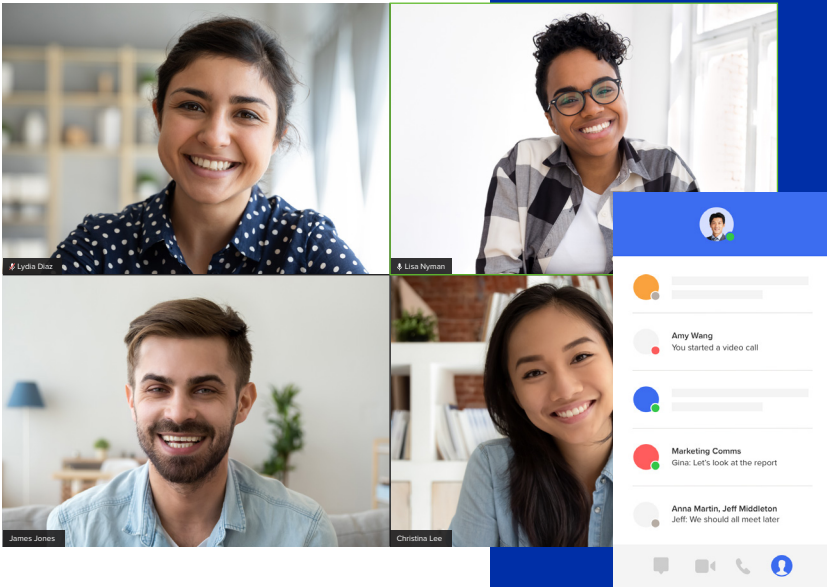 Lydia Diaz
Lisa Nyman
James Jones
Christina Lee
Amy Wang
You started a video call
Marketing Comms
Gina: Let's look at the report
Anna Martin, Jeff Middleton
Jeff: We should all meet later